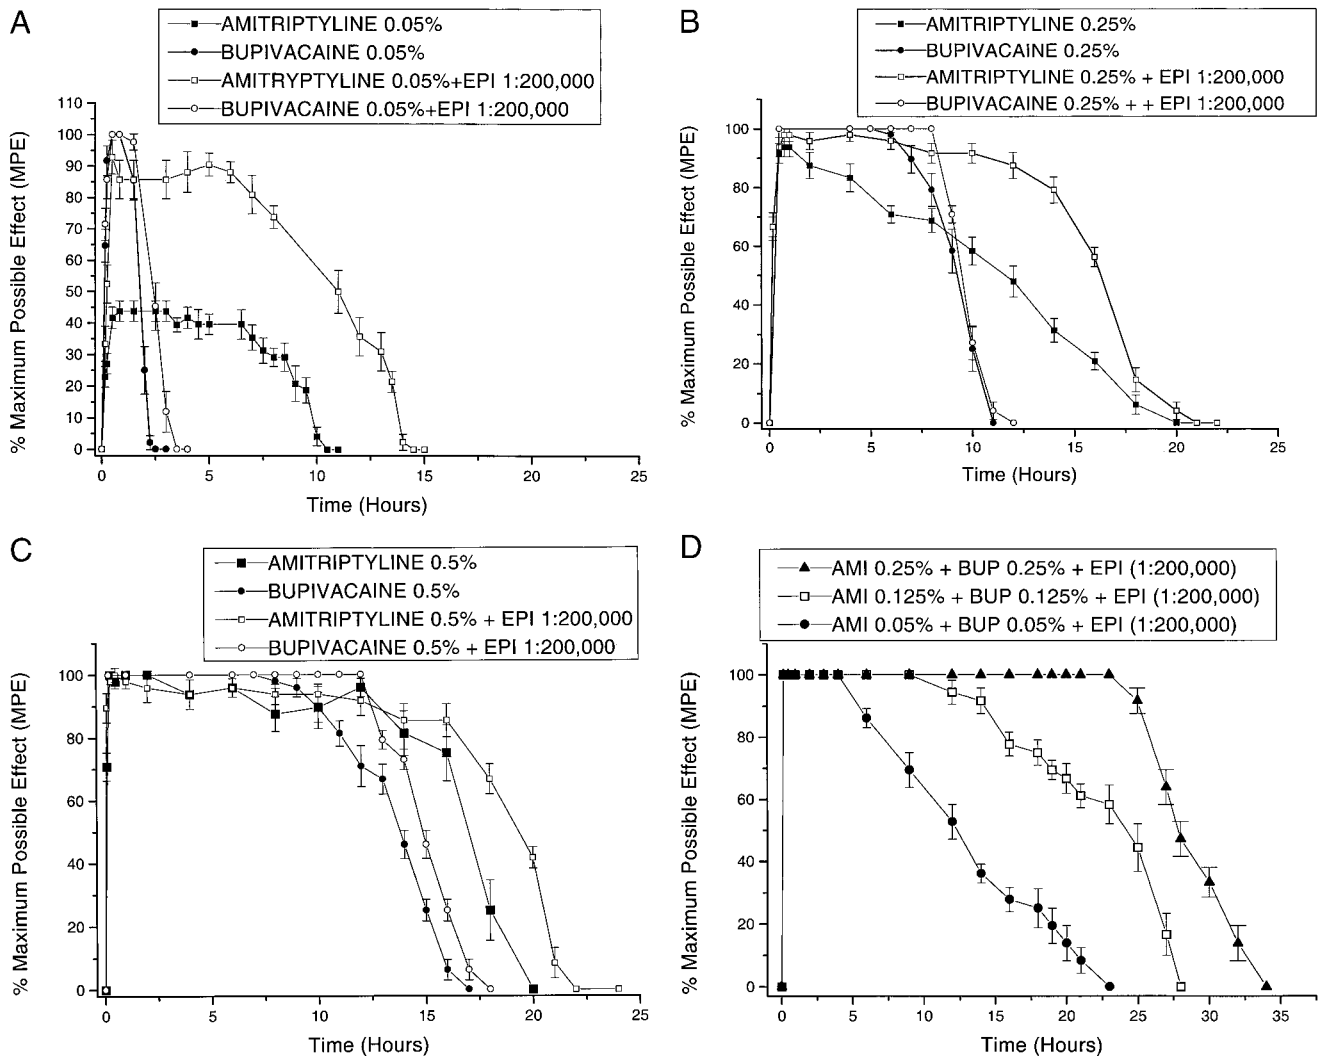 A
AMITRIPTYLINE 0.05%
BUPIVACAINE 0.05%
AMITRYPTYLINE 0.05%+EPI 1:200,000
BUPIVACAINE 0.05%+EPI 1:200,000
% Maximum Possible Effect (MPE)
110
100
90
80
70
60
50
40
30
20
10
0
0 5 10 15 20 25
Time (Hours)
B
AMITRIPTYLINE 0.25%
BUPIVACAINE 0.25%
AMITRIPTYLINE 0.25% + EPI 1:200,000
BUPIVACAINE 0.25% + + EPI 1:200,000
% Maximum Possible Effect (MPE)
100
80
60
40
20
0
0 5 10 15 20 25
Time (Hours)
C
AMITRIPTYLINE 0.5%
BUPIVACAINE 0.5%
AMITRIPTYLINE 0.5% + EPI 1:200,000
BUPIVACAINE 0.5% + EPI 1:200,000
% Maximum Possible Effect (MPE)
100
80
60
40
20
0
0 5 10 15 20 25
Time (Hours)
D
AMI 0.25% + BUP 0.25% + EPI (1:200,000)
AMI 0.125% + BUP 0.125% + EPI (1:200,000)
AMI 0.05% + BUP 0.05% + EPI (1:200,000)
% Maximum Possible Effect (MPE)
100
80
60
40
20
0
0 5 10 15 20 25 30 35
Time (Hours)